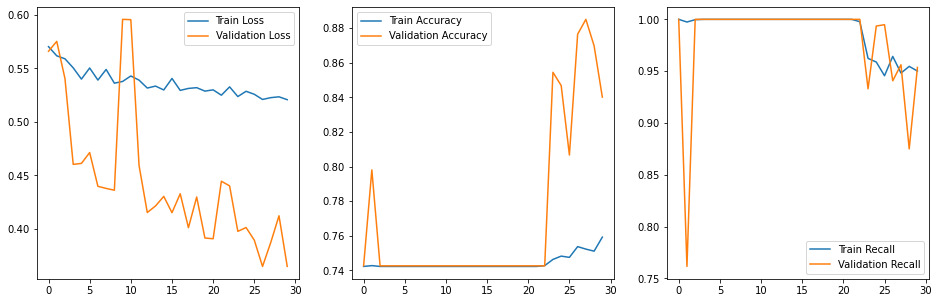 Train Loss
Validation Loss
0.60
0.55
0.50
0.45
0.40
0 5 10 15 20 25 30
Train Accuracy
Validation Accuracy
0.88
0.86
0.84
0.82
0.80
0.78
0.76
0.74
0 5 10 15 20 25 30
1.00
0.95
0.90
0.85
0.80
0.75
Train Recall
Validation Recall
0 5 10 15 20 25 30